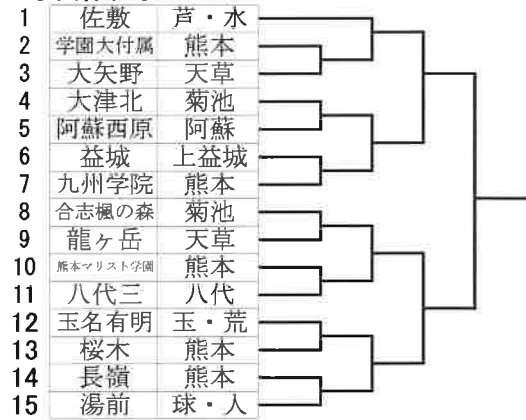 1 佐敷 芦・水
2 学園大付属 熊本
3 大矢野 天草
4 大津北 菊池
5 阿蘇西原 阿蘇
6 益城 上益城
7 九州学院 熊本
8 合志楓の森 菊池
9 龍ヶ岳 天草
10 熊本マリスト学園 熊本
11 八代三 八代
12 玉名有明 玉・荒
13 桜木 熊本
14 長嶺 熊本
15 湯前 球・人